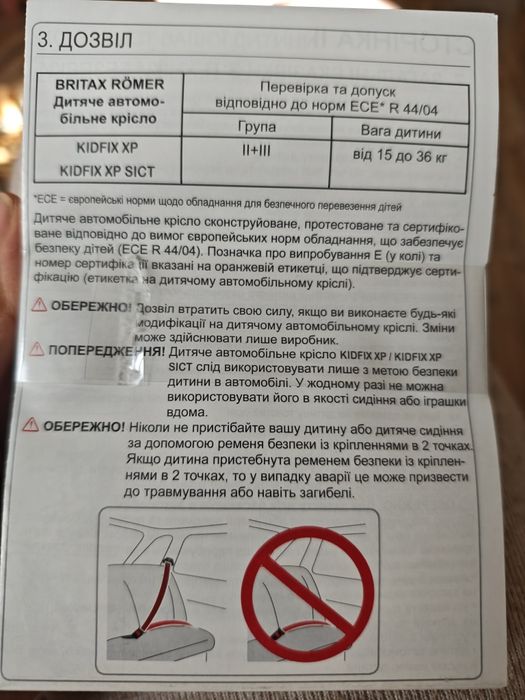 3. ДОЗВІЛ
BRITAX RÖMER
Дитяче автомо-
більне крісло
Перевірка та допуск
відповідно до норм ECE* R 44/04
Група
Вага дитини
KIDFIX XP
KIDFIX XP SICT
II+III
від 15 до 36 кг
*ECE = європейські норми щодо обладнання для безпечного перевезення дітей
Дитяче автомобільне крісло сконструйоване, протестоване та сертифіко-
ване відповідно до вимог європейських норм обладнання, що забезпечує
безпеку дітей (ECE R 44/04). Позначка про випробування E (у колі) та
номер сертифіка її вказані на оранжевій етикетці, що підтверджує серти-
фікацію (етикетка на дитячому автомобільному кріслі).
ОБЕРЕЖНО! Дозвіл втратить свою силу, якщо ви виконаєте будь-які
модифікації на дитячому автомобільному кріслі. Зміни
може здійснювати лише виробник.
ПОПЕРЕДЖЕННЯ! Дитяче автомобільне крісло KIDFIX XP / KIDFIX XP
SICT слід використовувати лише з метою безпеки
дитини в автомобілі. У жодному разі не можна
використовувати його в якості сидіння або іграшки
вдома.
ОБЕРЕЖНО! Ніколи не пристібайте вашу дитину або дитяче сидіння
за допомогою ременя безпеки із кріпленнями в 2 точках.
Якщо дитина пристебнута ременем безпеки із кріплен-
нями в 2 точках, то у випадку аварії це може призвести
до травмування або навіть загибелі.